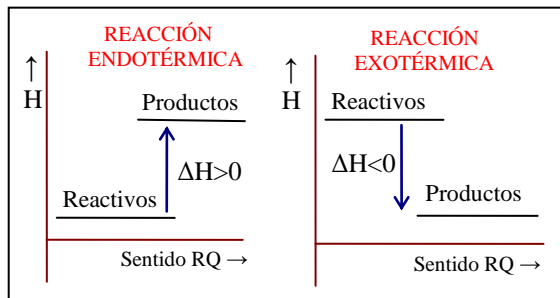 REACCIÓN
ENDOTÉRMICA
↑
H
Productos
ΔH>0
Reactivos
Sentido RQ →
REACCIÓN
EXOTÉRMICA
↑
H
Reactivos
ΔH<0
Productos
Sentido RQ →